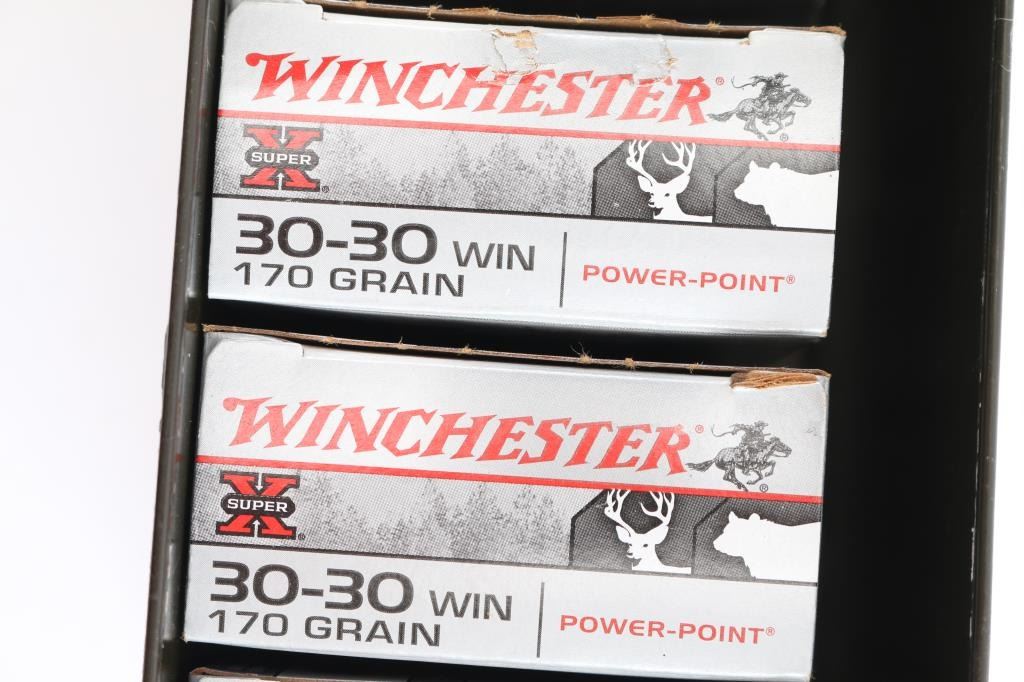 WINCHESTER®
SUPER X®
30-30 WIN
170 GRAIN
POWER-POINT®
WINCHESTER®
SUPER X®
30-30 WIN
170 GRAIN
POWER-POINT®